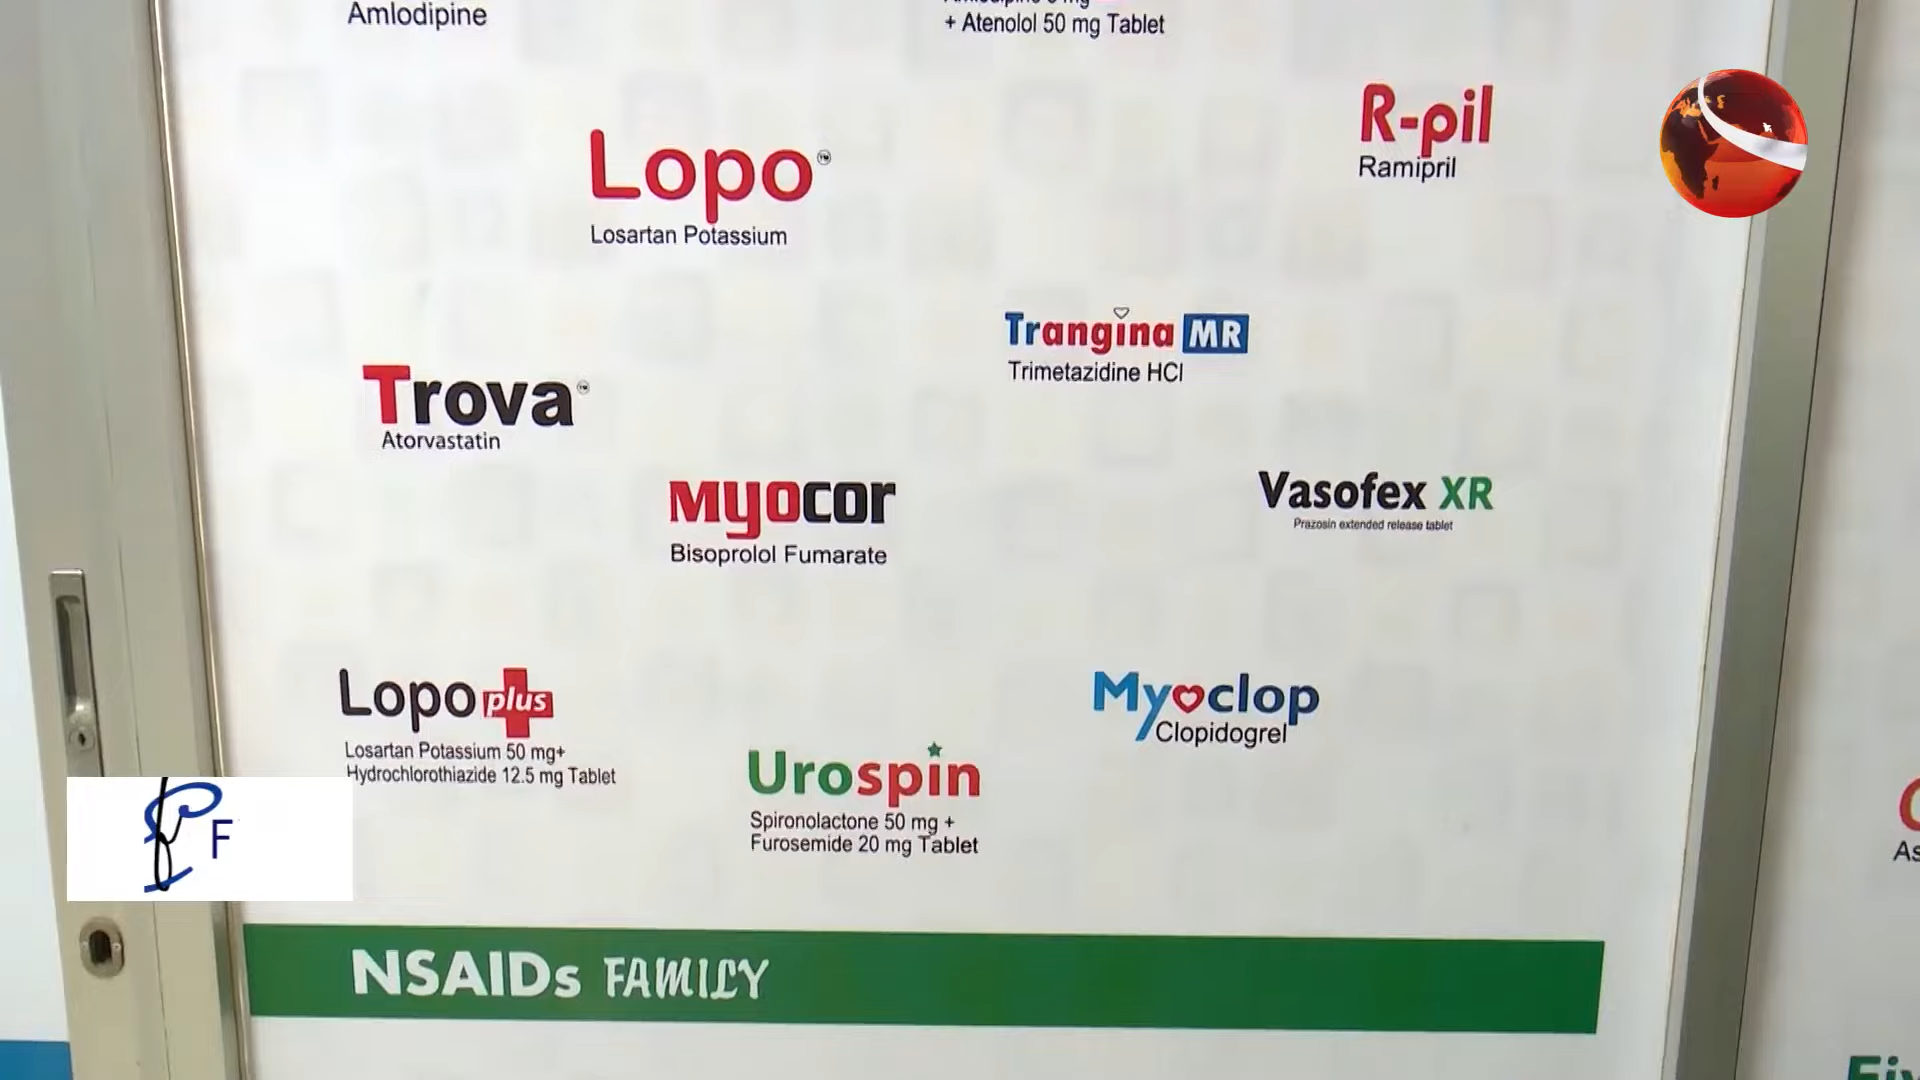 Amlodipine
+ Atenolol 50 mg Tablet
R-pil
Ramipril
Lopo
Losartan Potassium
Trangina MR
Trimetazidine HCl
Trova
Atorvastatin
Myocor
Bisoprolol Fumarate
Vasofex XR
Prazosin extended release tablet
Lopo plus
Losartan Potassium 50 mg+
Hydrochlorothiazide 12.5 mg Tablet
Myoclop
Clopidogrel
Urospin
Spironolactone 50 mg +
Furosemide 20 mg Tablet
F
NSAIDs FAMILY